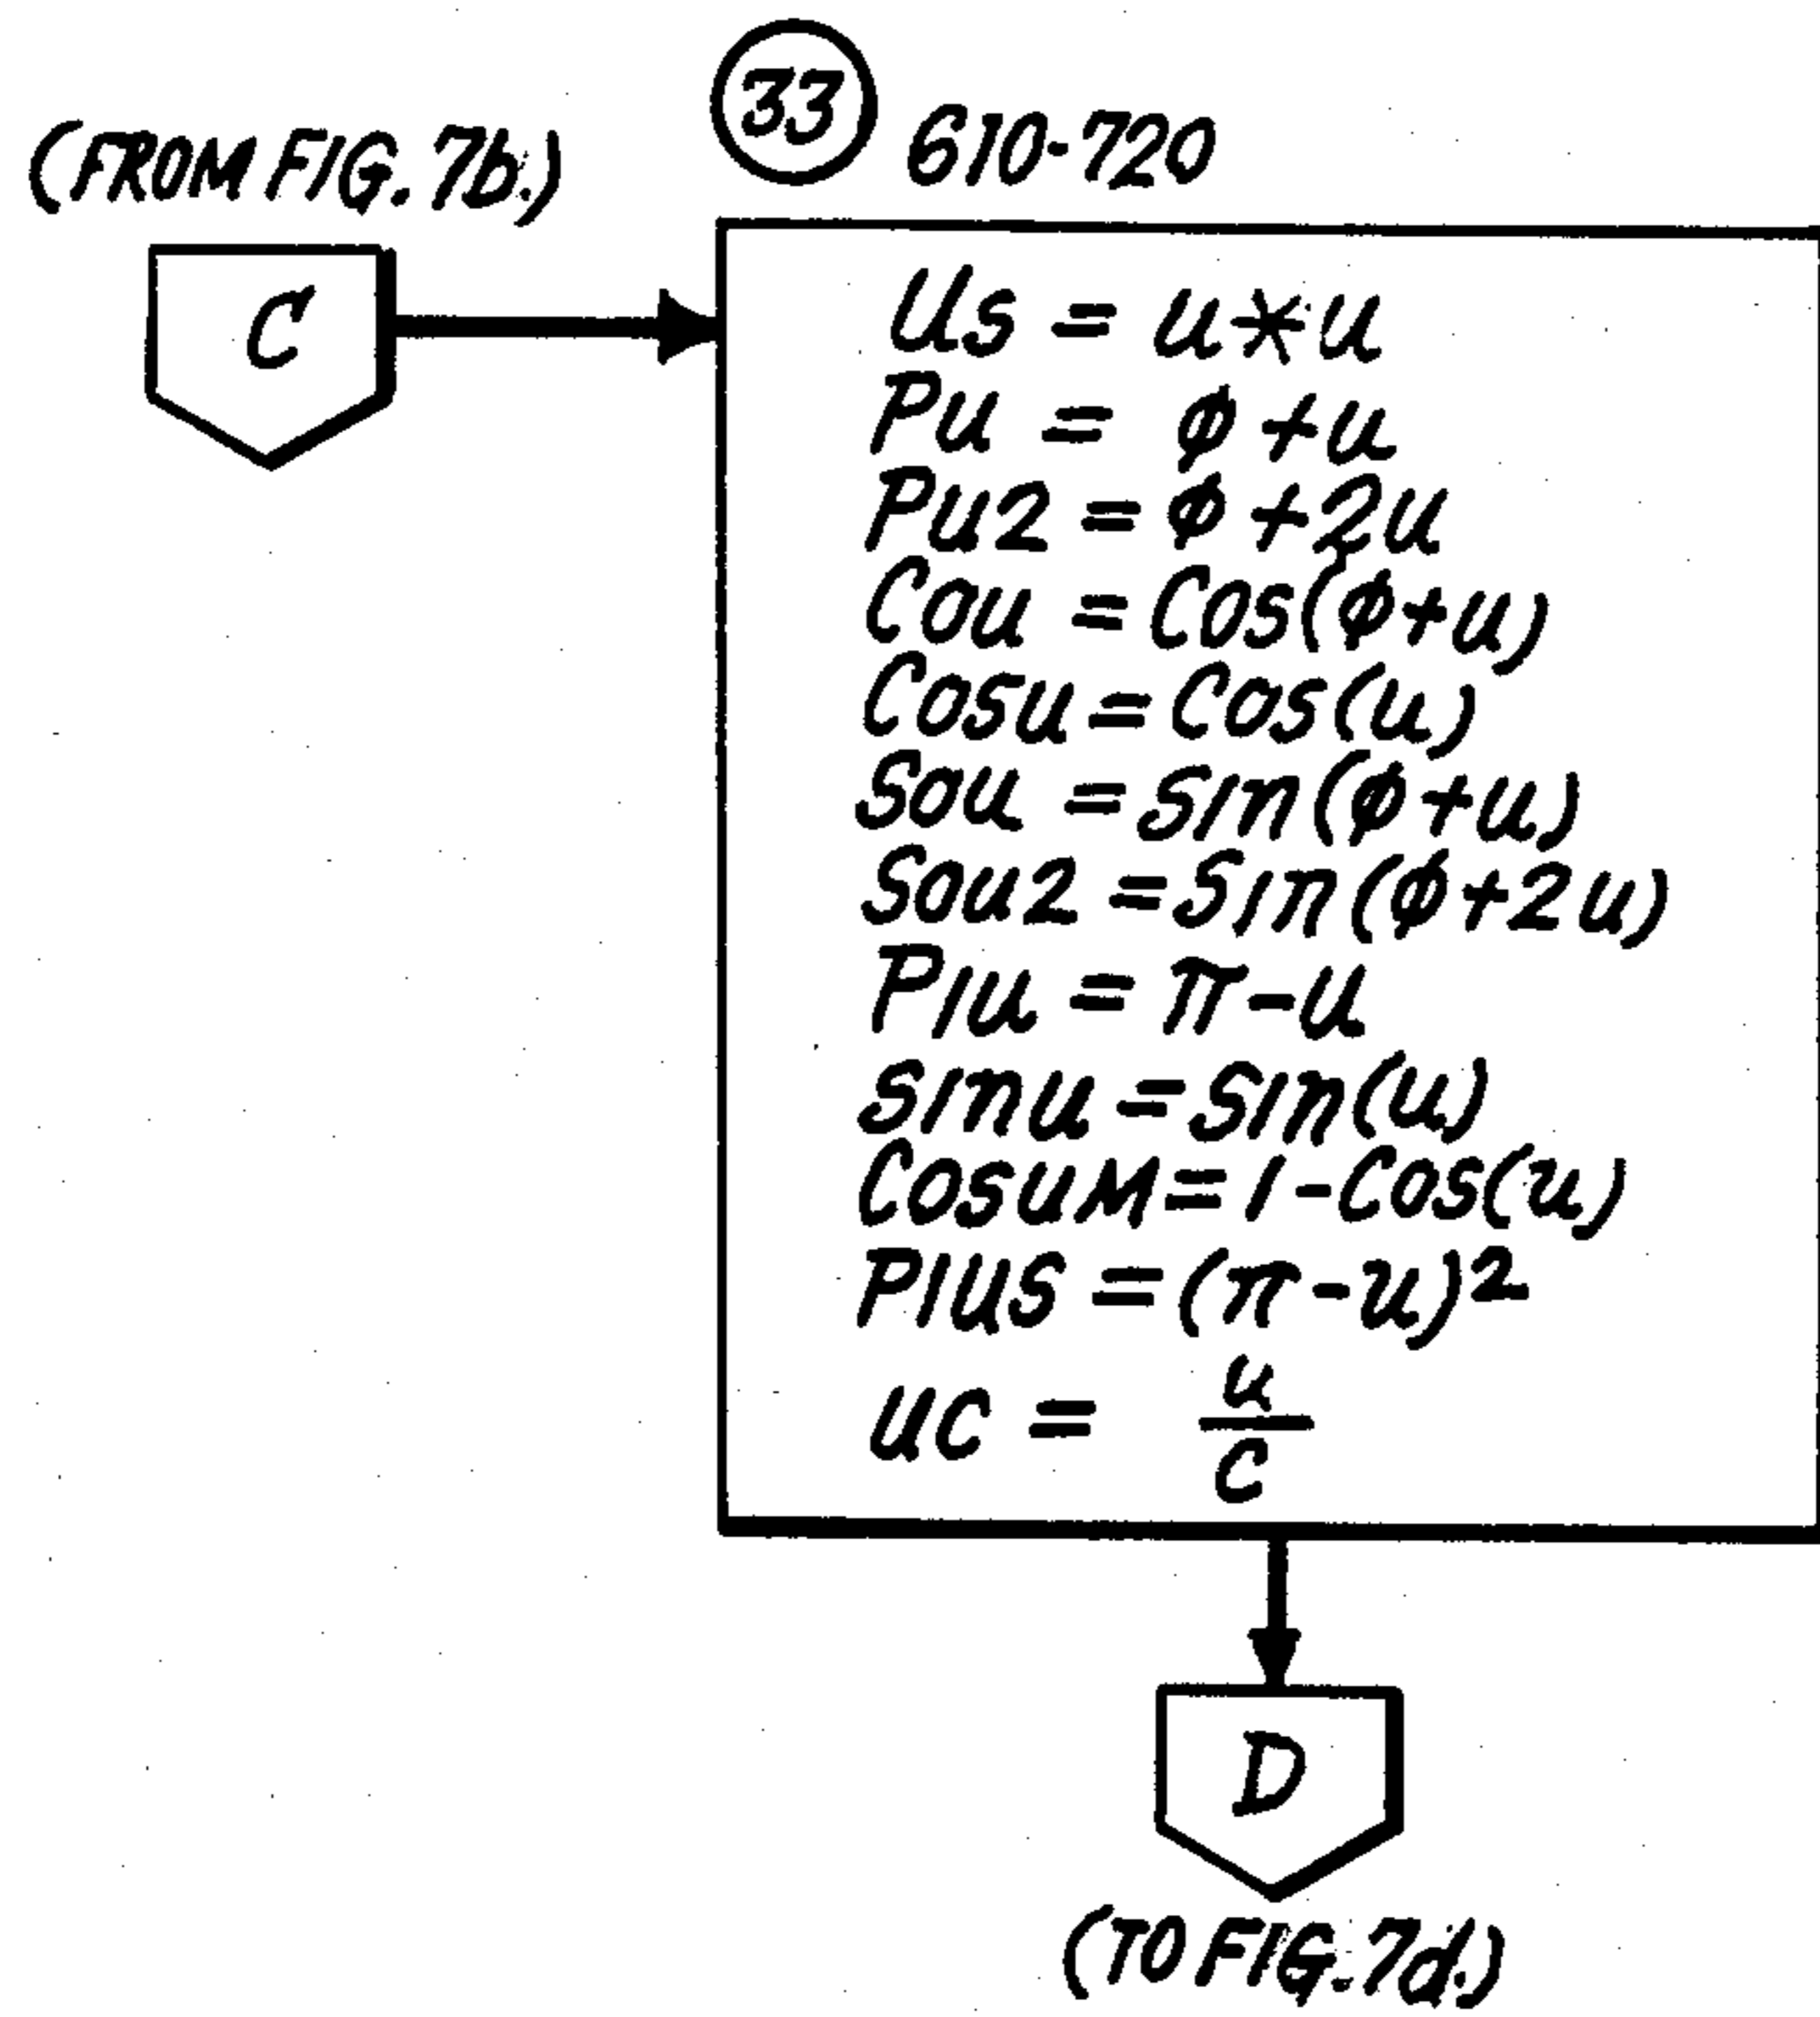 33
610-720
(FROM FIG. 7b.)
C
Us = u*u
Pu = ϕ+u
Pu2 = ϕ+2u
Cou = Cos(ϕ+u)
Cosu = Cos(u)
Sou = sin(ϕ+u)
Sou2 = Sin(ϕ+2u)
PIu = π-u
sinu = sin(u)
CosuM = 1-Cos(u)
PIUS = (π-u)²
uc = u/c
D
(TO FIG. 7d.)